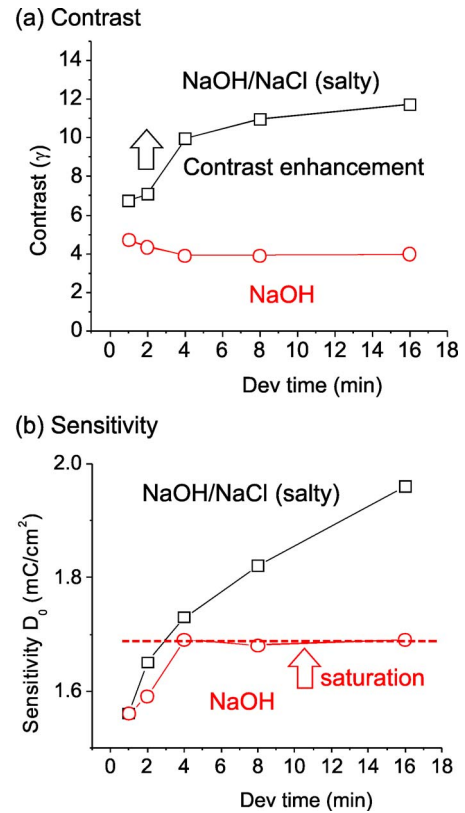 (a) Contrast
NaOH/NaCl (salty)
Contrast enhancement
NaOH
Contrast (γ)
14
12
10
8
6
4
2
0
0 2 4 6 8 10 12 14 16 18
Dev time (min)
(b) Sensitivity
NaOH/NaCl (salty)
saturation
NaOH
Sensitivity D₀ (mC/cm²)
2.0
1.8
1.6
0 2 4 6 8 10 12 14 16 18
Dev time (min)